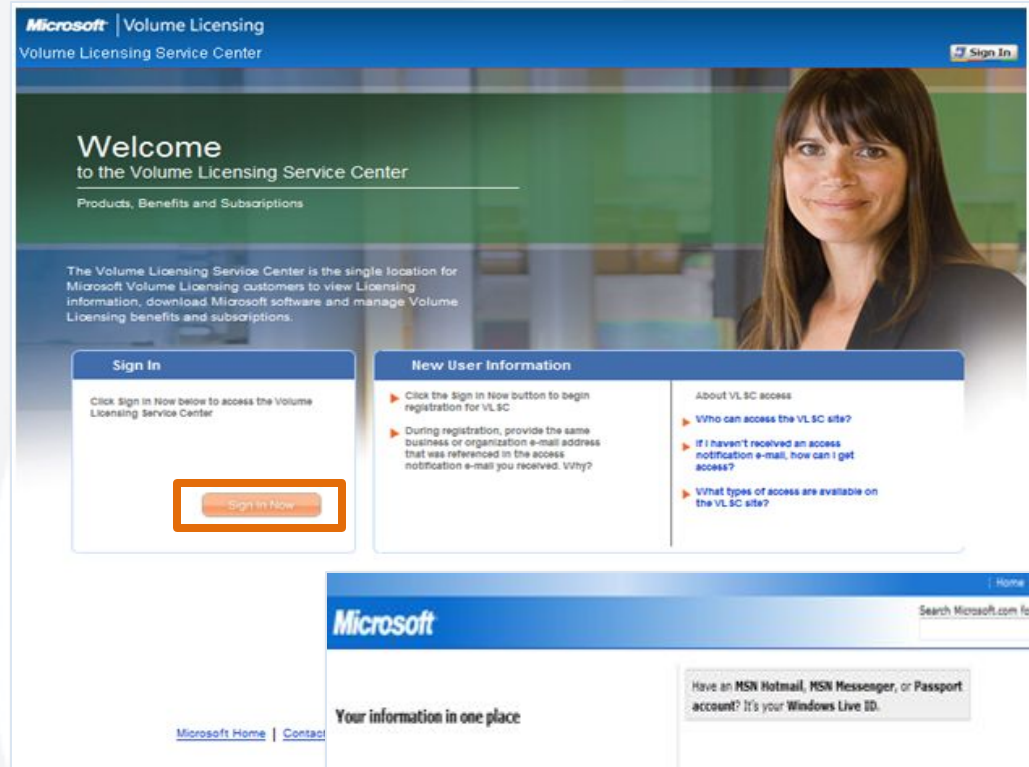 Microsoft | Volume Licensing
Volume Licensing Service Center
Sign In
Welcome
to the Volume Licensing Service Center
Products, Benefits and Subscriptions
The Volume Licensing Service Center is the single location for
Microsoft Volume Licensing customers to view Licensing
information, download Microsoft software and manage Volume
Licensing benefits and subscriptions.
Sign In
Click Sign In Now below to access the Volume
Licensing Service Center
Sign In Now
New User Information
Click the Sign In Now button to begin
registration for VLSC
During registration, provide the same
business or organization e-mail address
that was referenced in the access
notification e-mail you received. Why?
About VLSC access
Who can access the VLSC site?
If I haven't received an access
notification e-mail, how can I get
access?
What types of access are available on
the VLSC site?
| Home
Microsoft
Search Microsoft.com fo
Have an MSN Hotmail, MSN Messenger, or Passport
account? It's your Windows Live ID.
Your information in one place
Microsoft Home | Contact